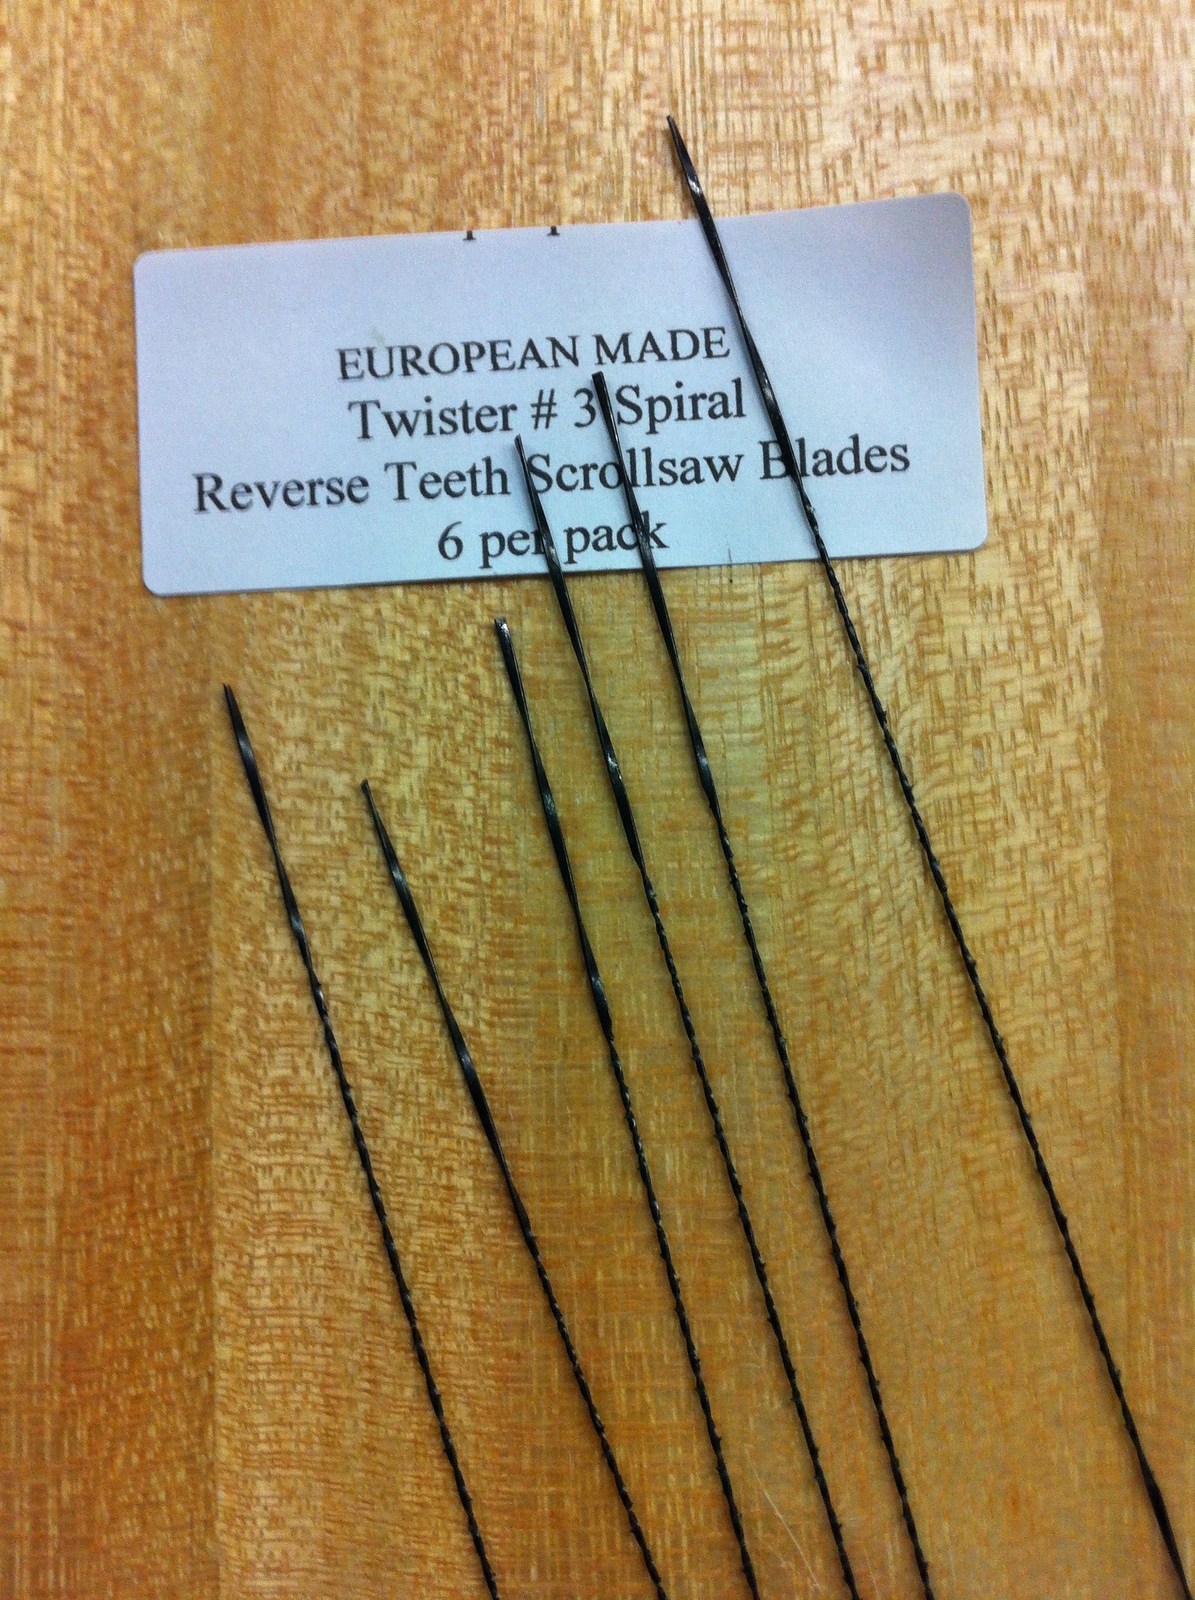 EUROPEAN MADE
Twister # 3 Spiral
Reverse Teeth Scrollsaw Blades
6 per pack